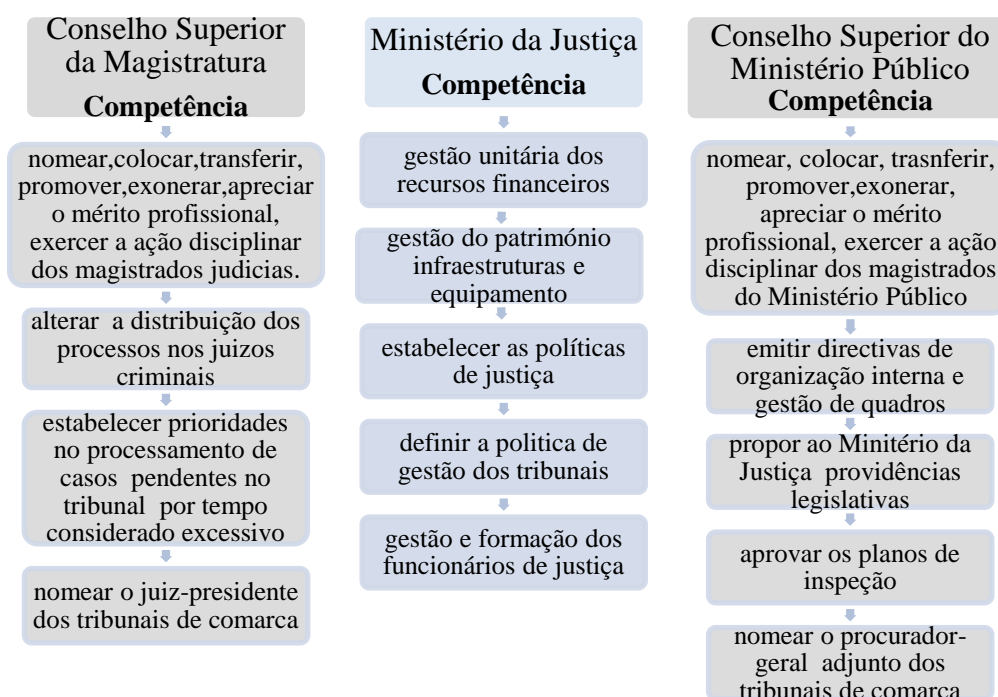 Conselho Superior
da Magistratura
Competência
nomear,colocar,transferir,
promover,exonerar,apreciar
o mérito profissional,
exercer a ação disciplinar
dos magistrados judicias.
alterar a distribuição dos
processos nos juizos
criminais
estabelecer prioridades
no processamento de
casos pendentes no
tribunal por tempo
considerado excessivo
nomear o juiz-presidente
dos tribunais de comarca
Ministério da Justiça
Competência
gestão unitária dos
recursos financeiros
gestão do património
infraestruturas e
equipamento
estabelecer as políticas
de justiça
definir a politica de
gestão dos tribunais
gestão e formação dos
funcionários de justiça
Conselho Superior do
Ministério Público
Competência
nomear, colocar, trasnferir,
promover,exonerar,
apreciar o mérito
profissional, exercer a ação
disciplinar dos magistrados
do Ministério Público
emitir directivas de
organização interna e
gestão de quadros
propor ao Minitério da
Justiça providências
legislativas
aprovar os planos de
inspeção
nomear o procurador-
geral adjunto dos
tribunais de comarca